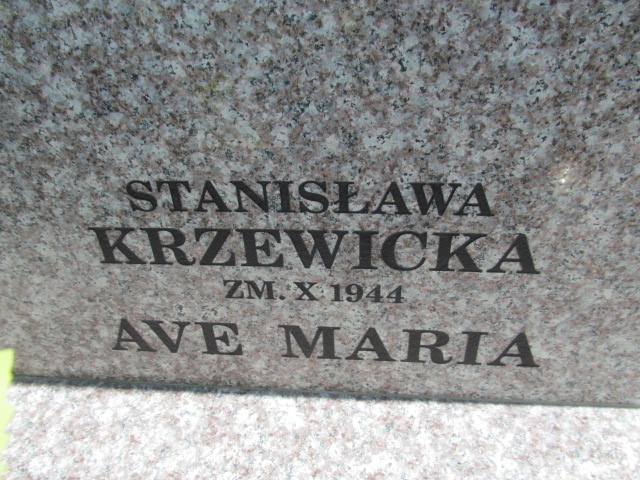 STANISŁAWA
KRZEWICKA
ZM. X 1944
AVE MARIA